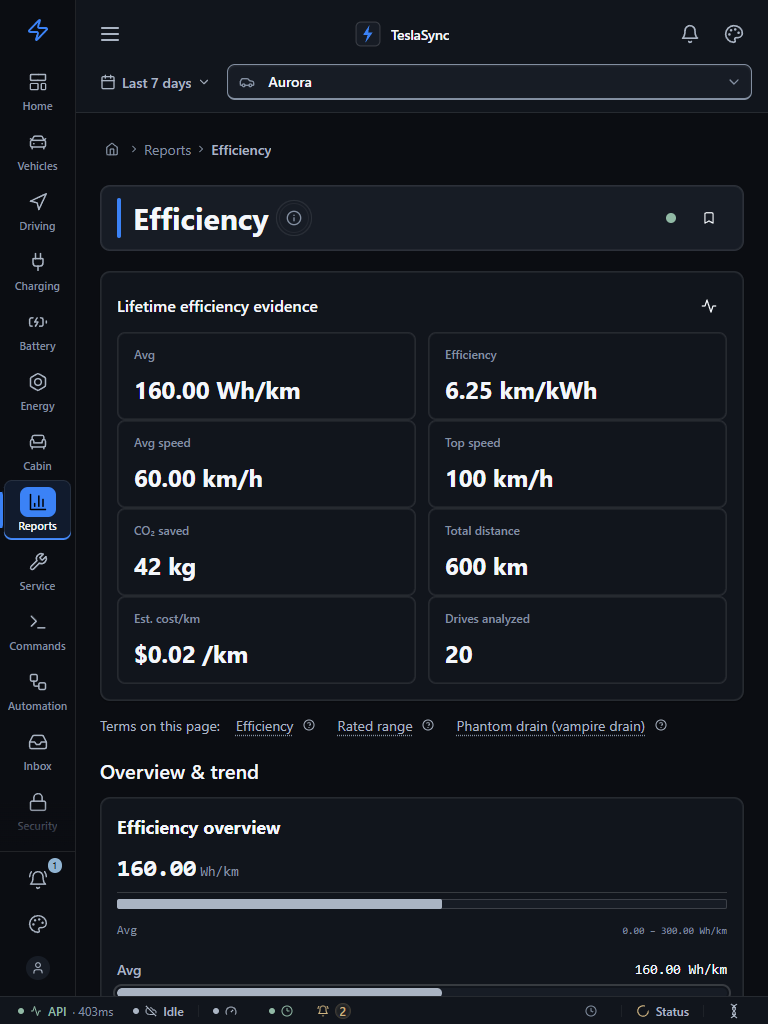 TeslaSync
Last 7 days
Aurora
Home
Vehicles
Driving
Charging
Battery
Energy
Cabin
Reports
Service
Commands
Automation
Inbox
Security
1
Reports
Efficiency
Efficiency
Lifetime efficiency evidence
Avg
160.00 Wh/km
Efficiency
6.25 km/kWh
Avg speed
60.00 km/h
Top speed
100 km/h
CO₂ saved
42 kg
Total distance
600 km
Est. cost/km
$0.02 /km
Drives analyzed
20
Terms on this page: Efficiency Rated range Phantom drain (vampire drain)
Overview & trend
Efficiency overview
160.00 Wh/km
Avg 0.00 – 300.00 Wh/km
Avg 160.00 Wh/km
API · 403ms Idle 2 Status